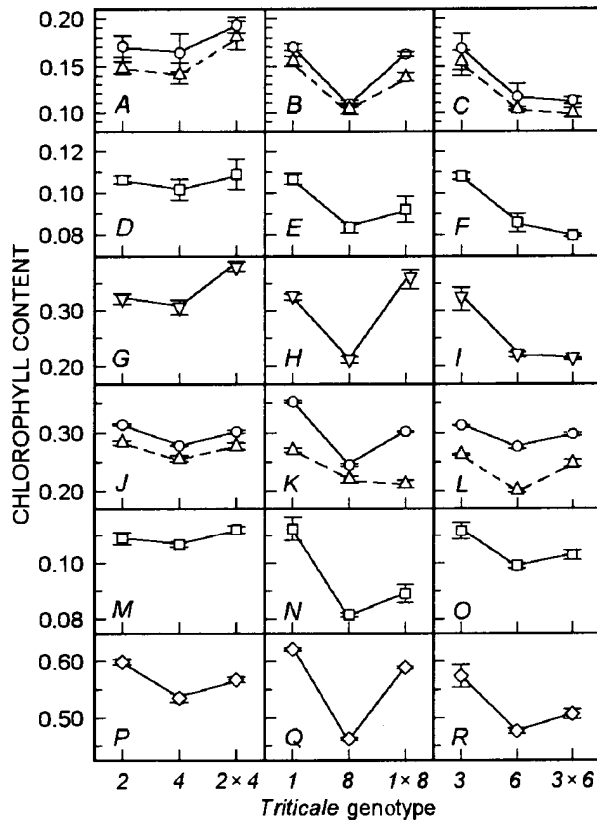 0.20
0.15
0.10
A
B
C
0.12
0.10
0.08
D
E
F
0.30
0.20
G
H
I
0.30
0.20
J
K
L
0.10
0.08
M
N
O
0.60
0.50
P
Q
R
2 4 2 × 4 1 8 1 × 8 3 6 3 × 6
Triticale genotype
CHLOROPHYLL CONTENT